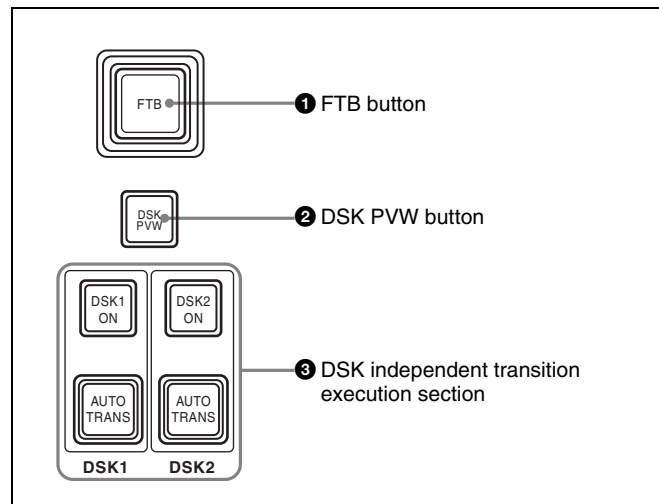 FTB
❶ FTB button
DSK
PVW
❷ DSK PVW button
DSK1
ON
DSK2
ON
❸ DSK independent transition
execution section
AUTO
TRANS
AUTO
TRANS
DSK1
DSK2